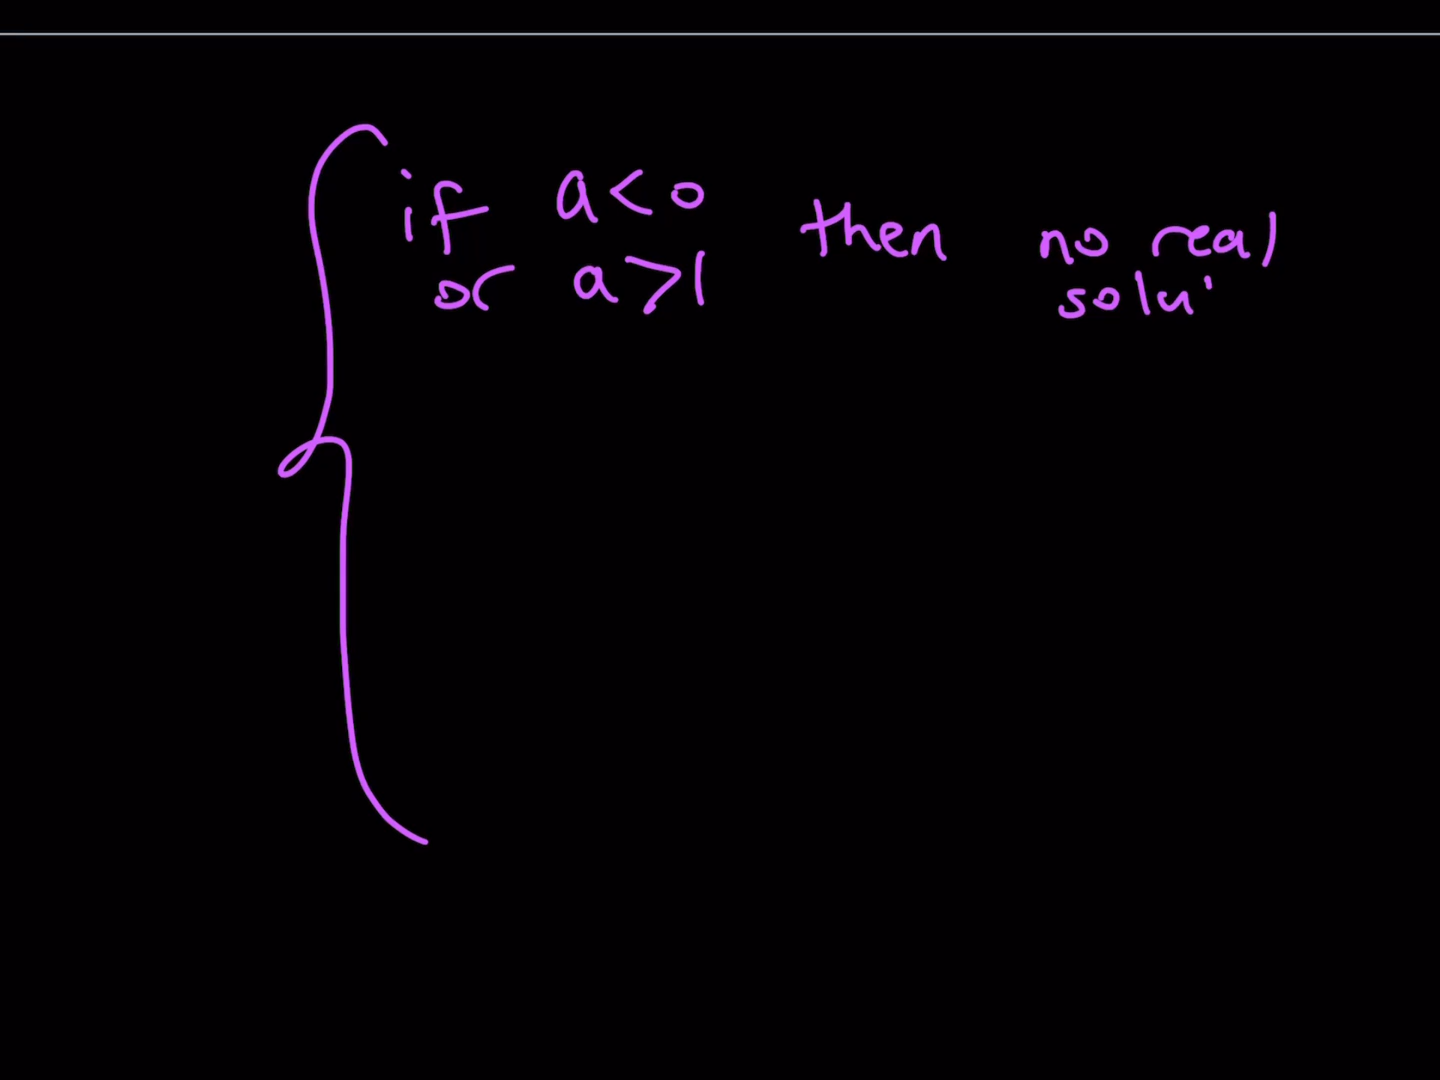 if a<0 then no real
or a>1 solu'